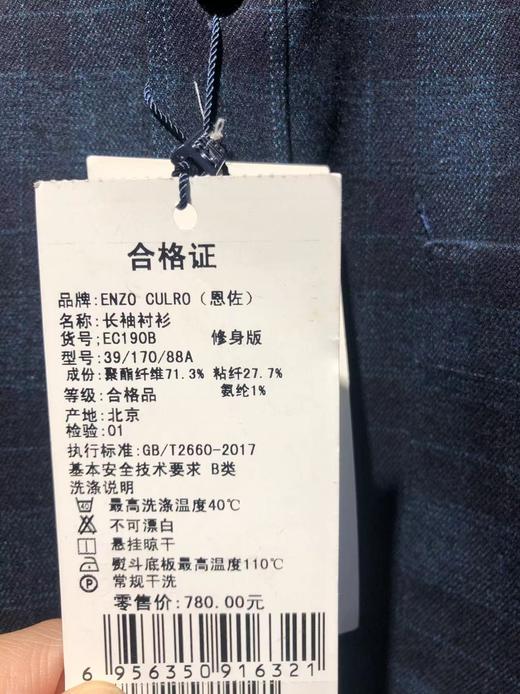 合格证
品牌:ENZO CULRO（恩佐）
名称:长袖衬衫
货号:EC190B 修身版
型号:39/170/88A
成份:聚酯纤维71.3% 粘纤27.7%
氨纶1%
等级:合格品
产地:北京
检验:01
执行标准:GB/T2660-2017
基本安全技术要求 B类
洗涤说明
40 最高洗涤温度40℃
不可漂白
悬挂晾干
熨斗底板最高温度110℃
P 常规干洗
零售价:780.00元
6 956350 916321